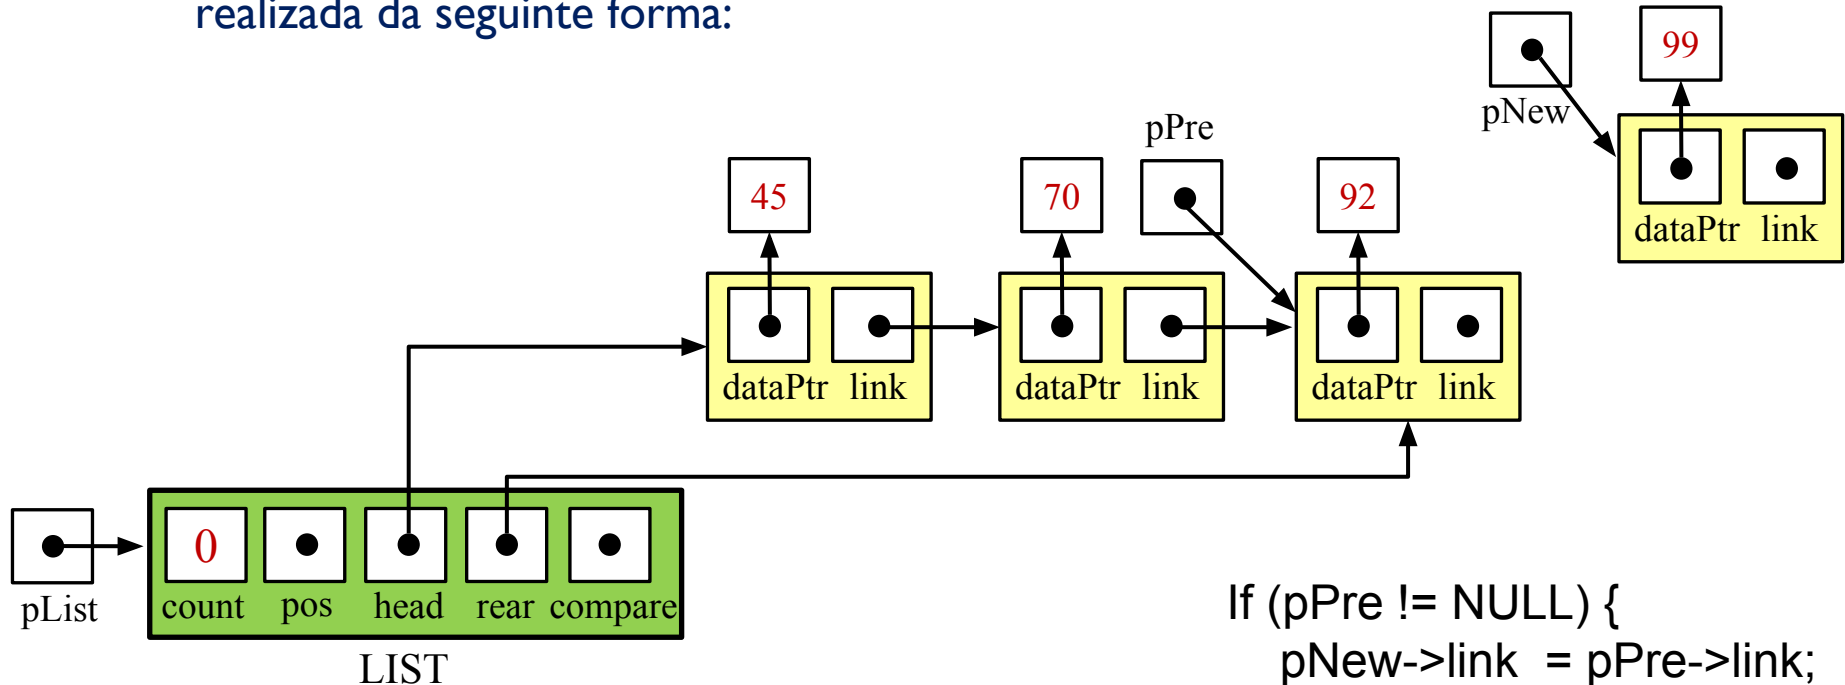 realizada da seguinte forma:
99
pNew
pPre
45
70
92
dataPtr link
dataPtr link
dataPtr link
dataPtr link
0
pList
count pos head rear compare
LIST
If (pPre != NULL) {
pNew->link = pPre->link;